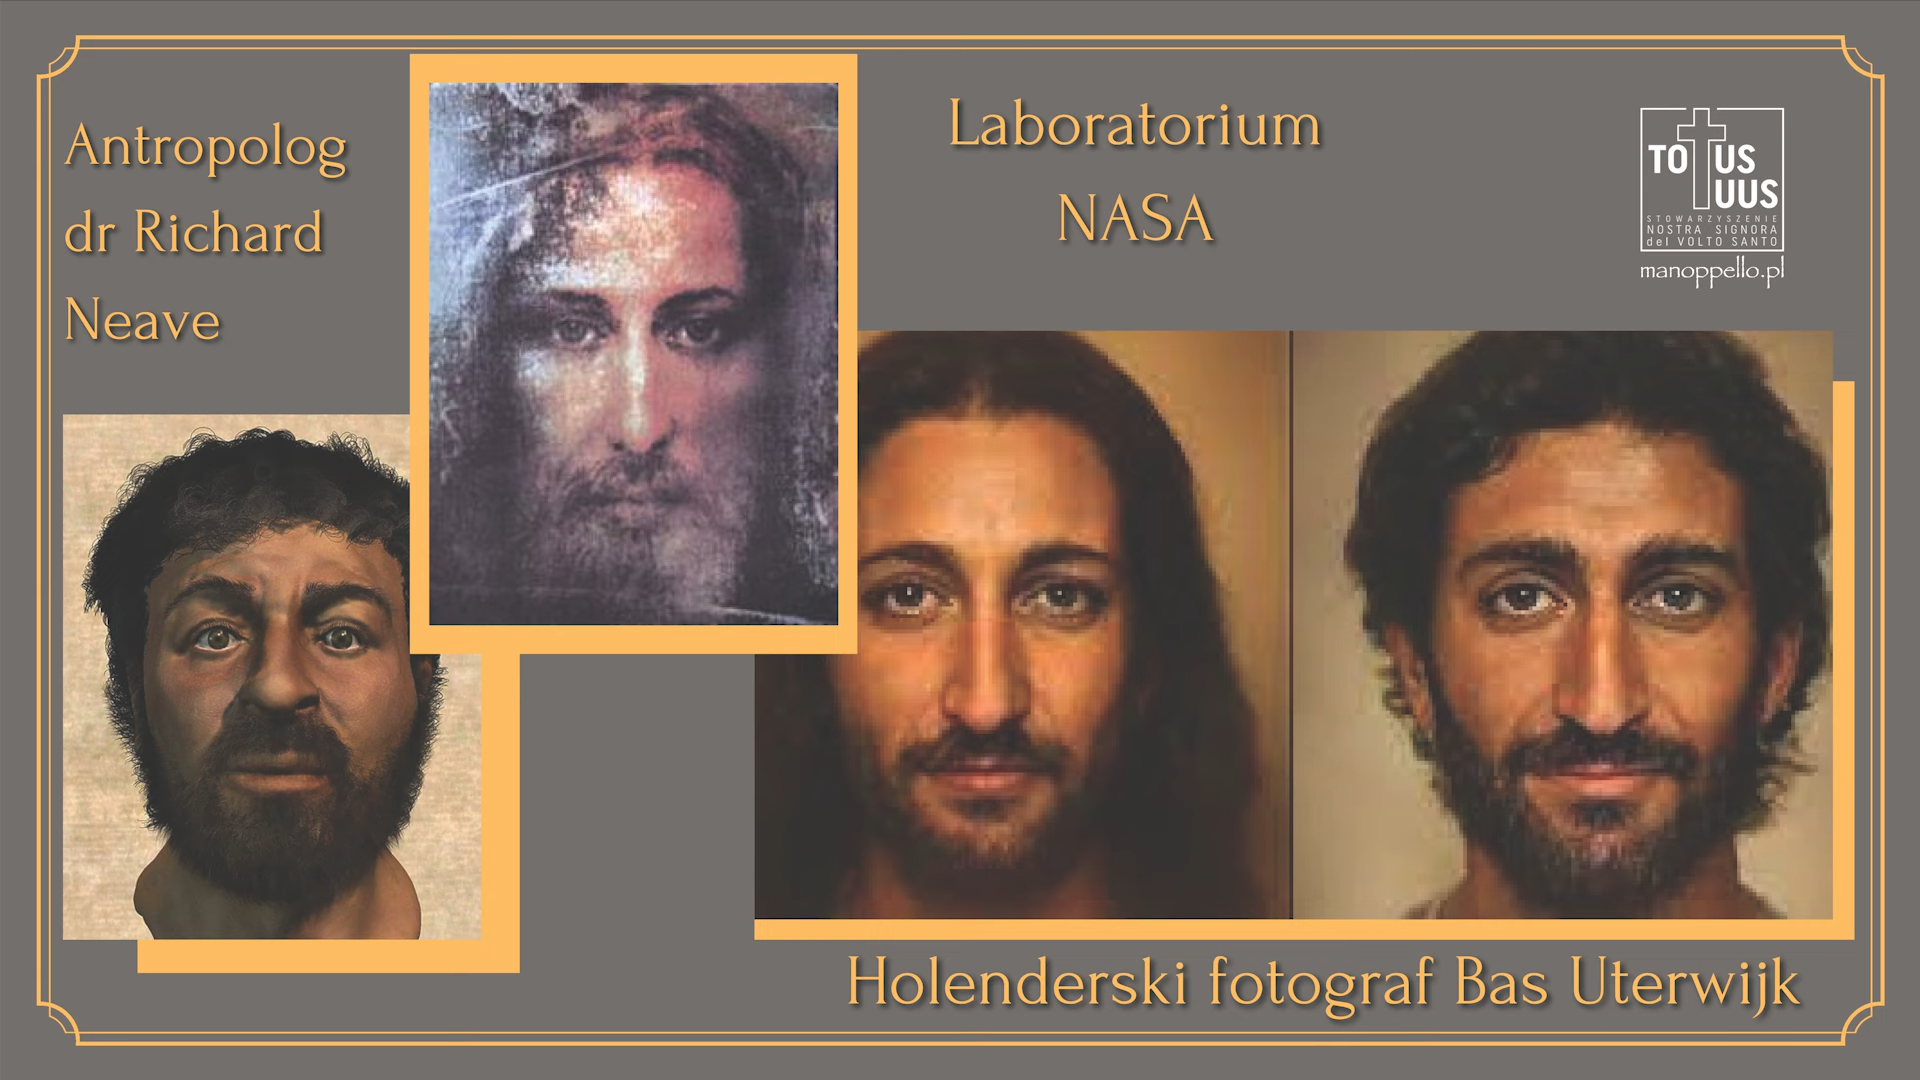 Antropolog
dr Richard
Neave
Laboratorium
NASA
TOTUS
TUUS
STOWARZYSZENIE
NOSTRA SIGNORA
del VOLTO SANTO
manoppello.pl
Holenderski fotograf Bas Uterwijk